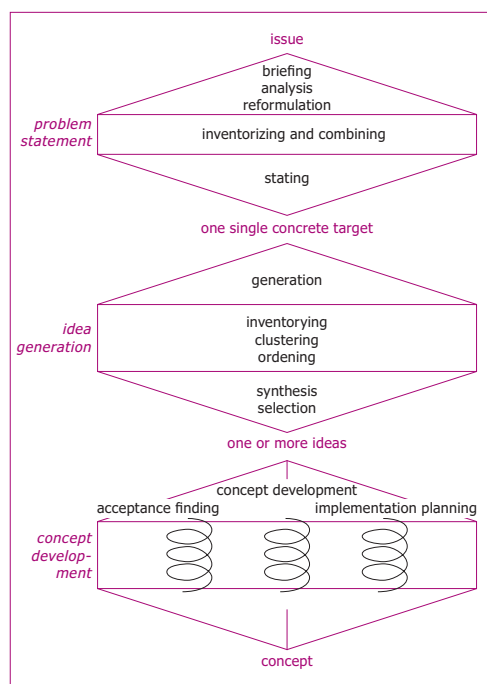 issue
briefing
analysis
reformulation
problem
statement
inventorizing and combining
stating
one single concrete target
generation
idea
generation
inventorying
clustering
ordening
synthesis
selection
one or more ideas
concept development
acceptance finding
implementation planning
concept
develop-
ment
concept